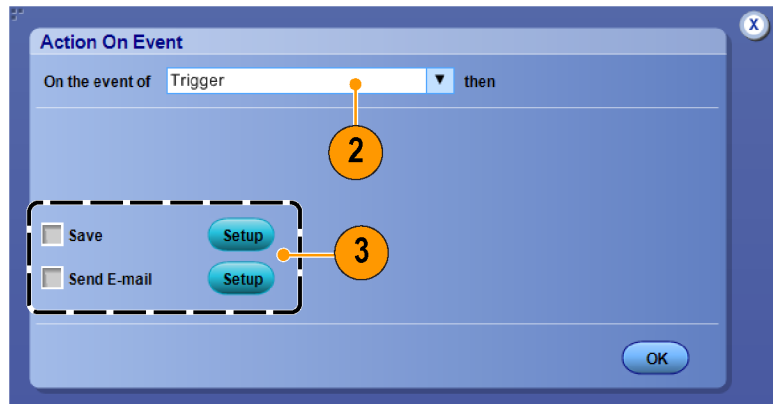 X
Action On Event
On the event of Trigger ▼ then
2
Save Setup
3
Send E-mail Setup
OK